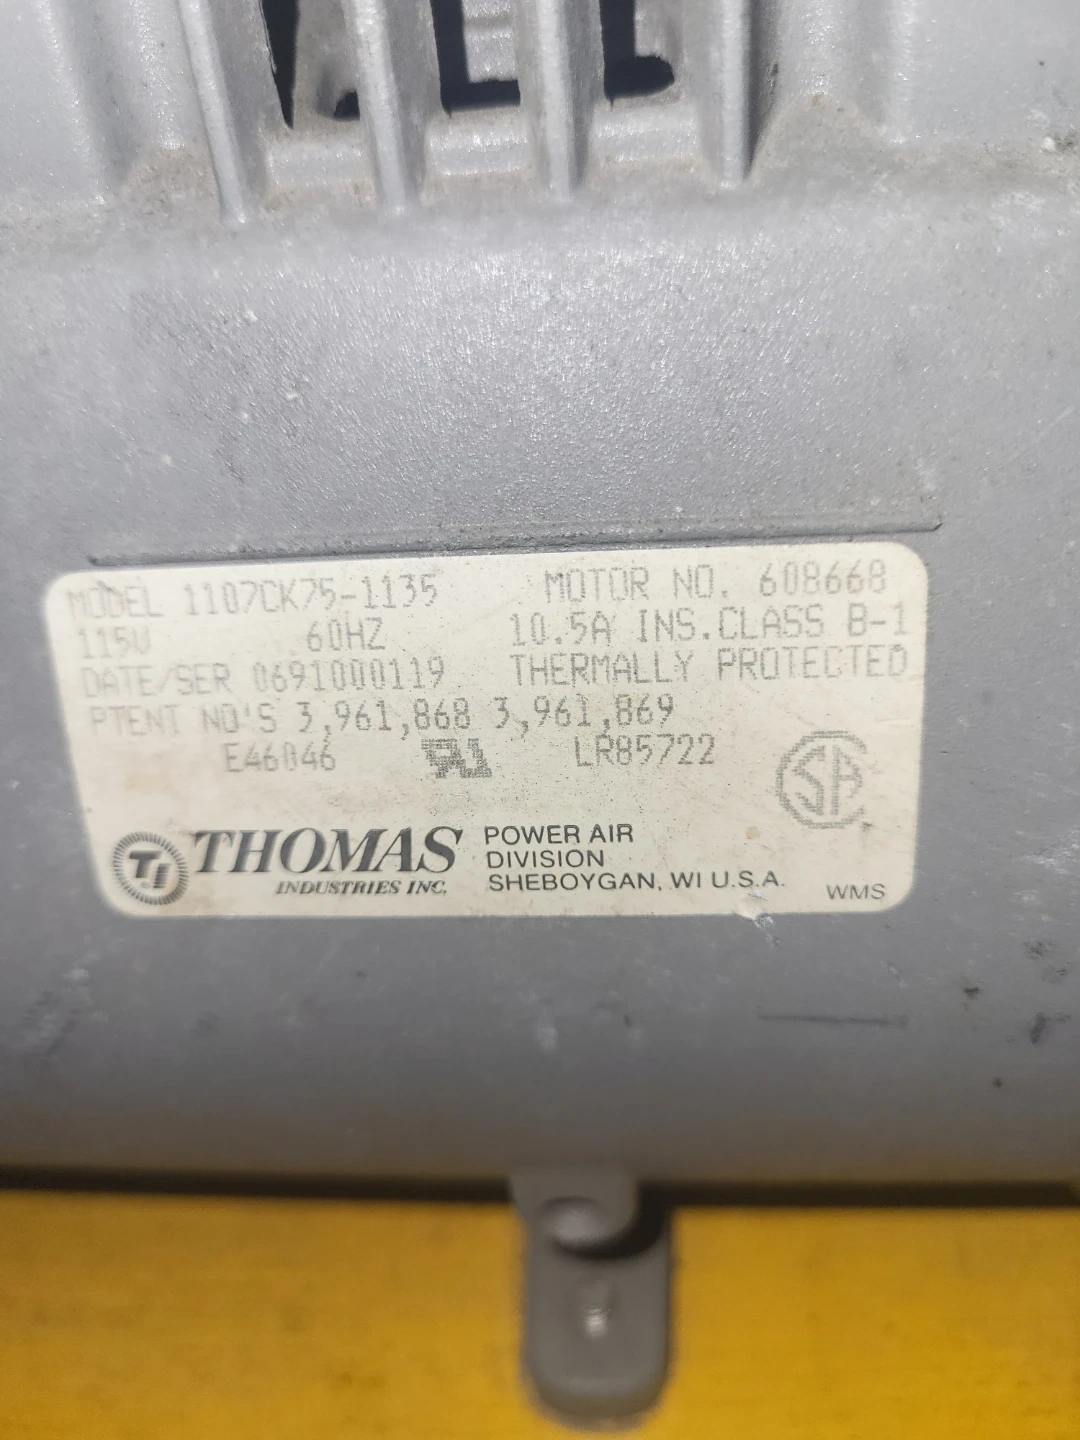 MODEL 1107CK75-1135 MOTOR NO. 608668
115V 60HZ 10.5A INS.CLASS B-1
DATE/SER 0691000119 THERMALLY PROTECTED
PTENT NO'S 3,961,868 3,961,869
E46046 LR85722
TI THOMAS INDUSTRIES INC.
POWER AIR
DIVISION
SHEBOYGAN, WI U.S.A. WMS